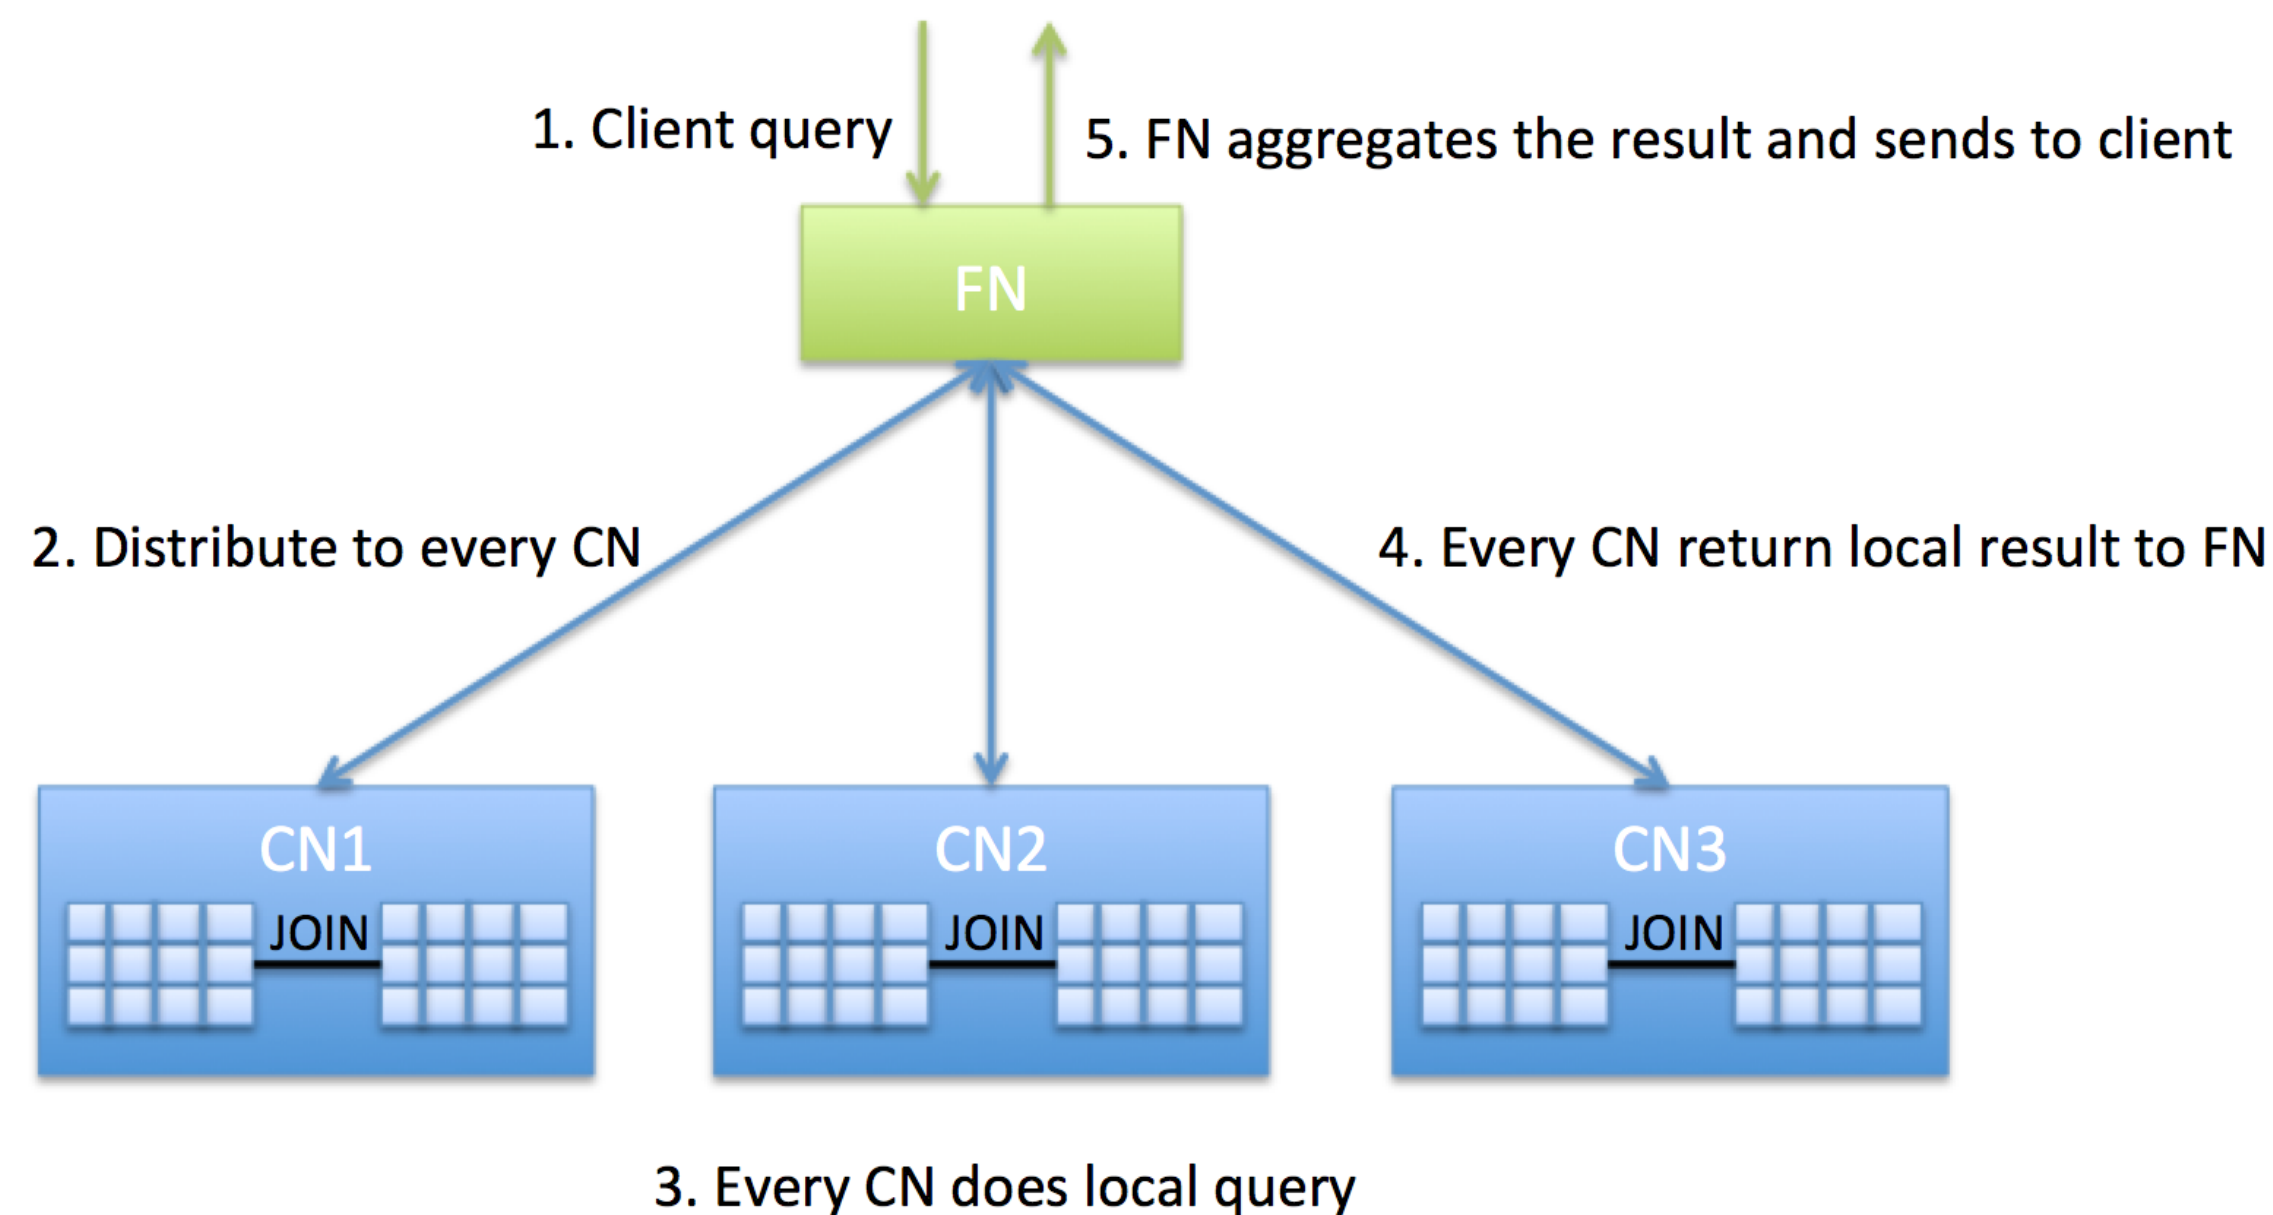 1. Client query
5. FN aggregates the result and sends to client
FN
2. Distribute to every CN
4. Every CN return local result to FN
CN1
CN2
CN3
JOIN
JOIN
JOIN
3. Every CN does local query